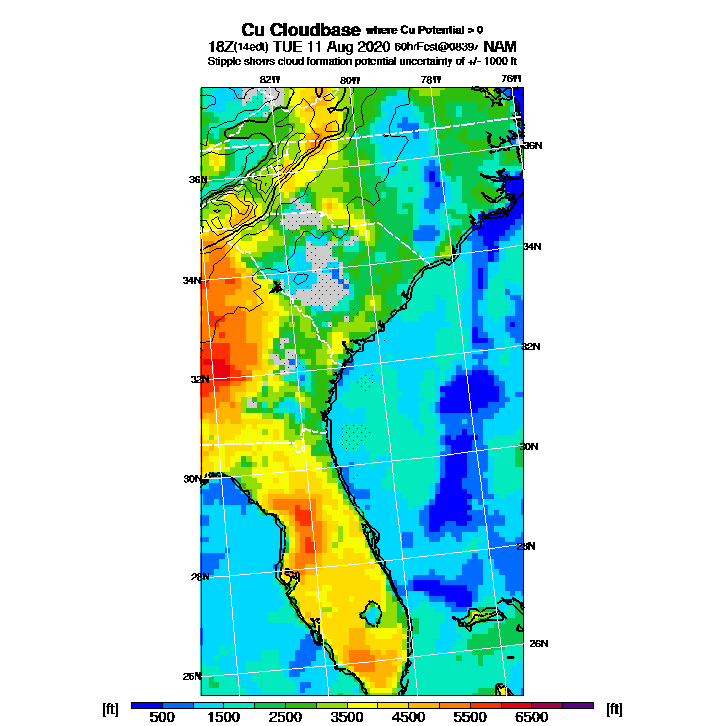 Cu Cloudbase where Cu Potential > 0
18Z(14edt) TUE 11 Aug 2020 60hrFcst@0839z NAM
Stipple shows cloud formation potential uncertainty of +/- 1000 ft
82W 80W 78W 76W
36N
36N
34N
34N
32N
32N
30N
30N
28N
28N
26N
26N
[ft] 500 1500 2500 3500 4500 5500 6500 [ft]